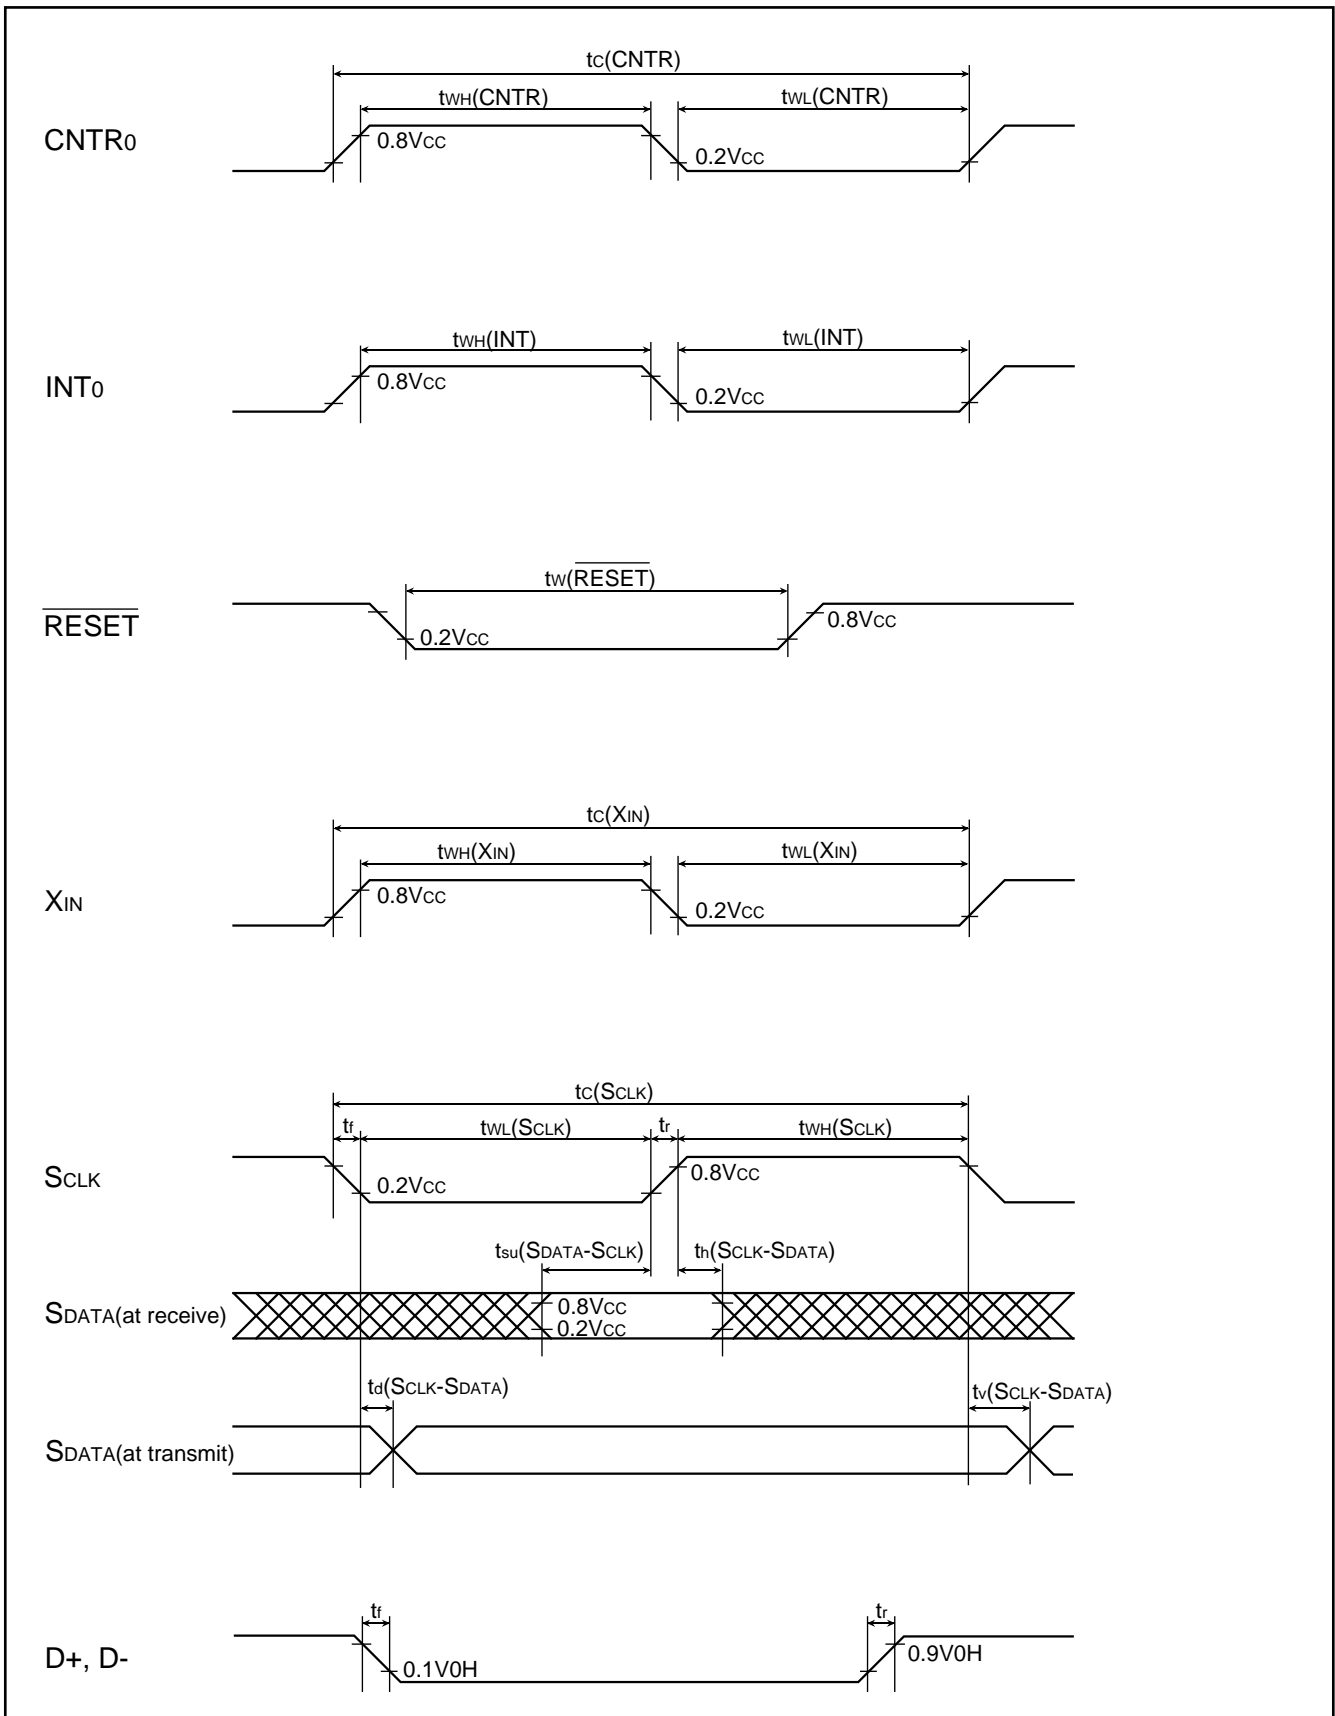 tC(CNTR)
tWH(CNTR)
tWL(CNTR)
CNTR0
0.8VCC
0.2VCC
tWH(INT)
tWL(INT)
INT0
0.8VCC
0.2VCC
tW(RESET)
RESET
0.2VCC
0.8VCC
tC(XIN)
tWH(XIN)
tWL(XIN)
XIN
0.8VCC
0.2VCC
tC(SCLK)
tf
tWL(SCLK)
tr
tWH(SCLK)
SCLK
0.2VCC
0.8VCC
tsu(SDATA-SCLK)
th(SCLK-SDATA)
SDATA(at receive)
0.8VCC
0.2VCC
td(SCLK-SDATA)
tv(SCLK-SDATA)
SDATA(at transmit)
tf
tr
D+, D-
0.1V0H
0.9V0H